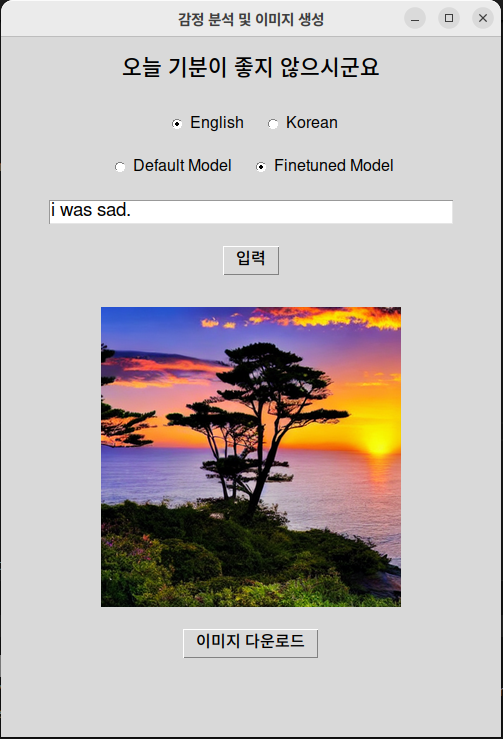 감정 분석 및 이미지 생성
오늘 기분이 좋지 않으시군요
English Korean
Default Model Finetuned Model
i was sad.
입력
이미지 다운로드